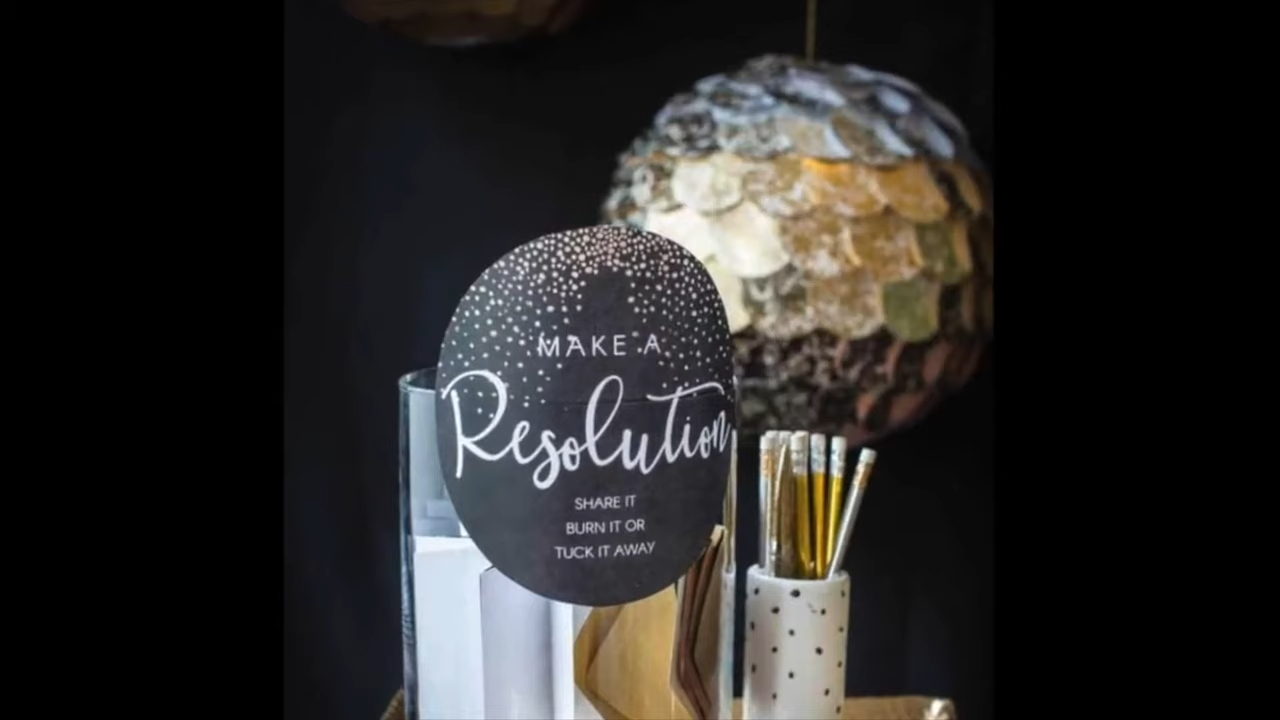 MAKE A
Resolution
SHARE IT
BURN IT OR
TUCK IT AWAY